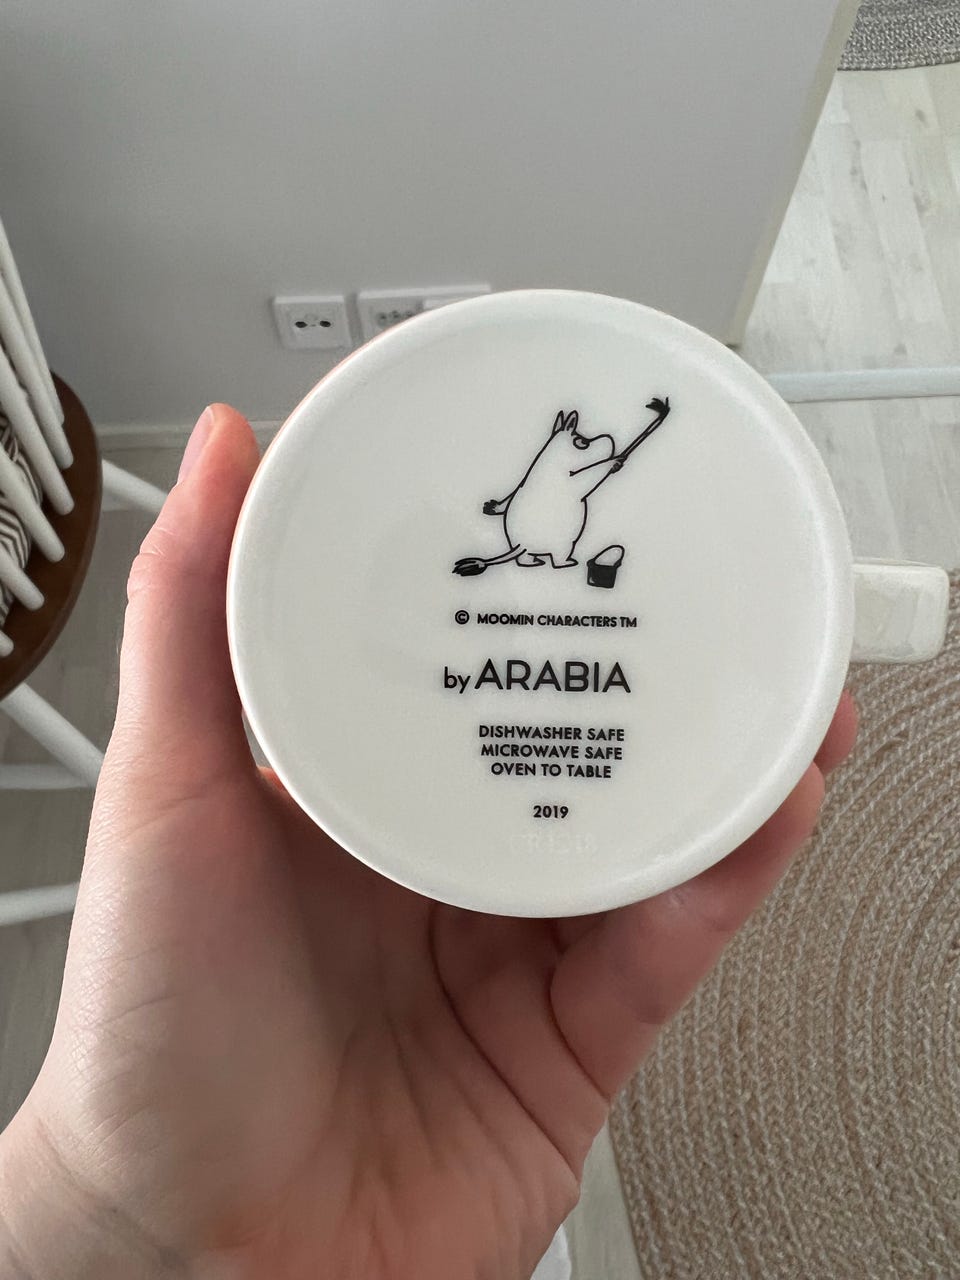 © MOOMIN CHARACTERS TM
by ARABIA
DISHWASHER SAFE
MICROWAVE SAFE
OVEN TO TABLE
2019